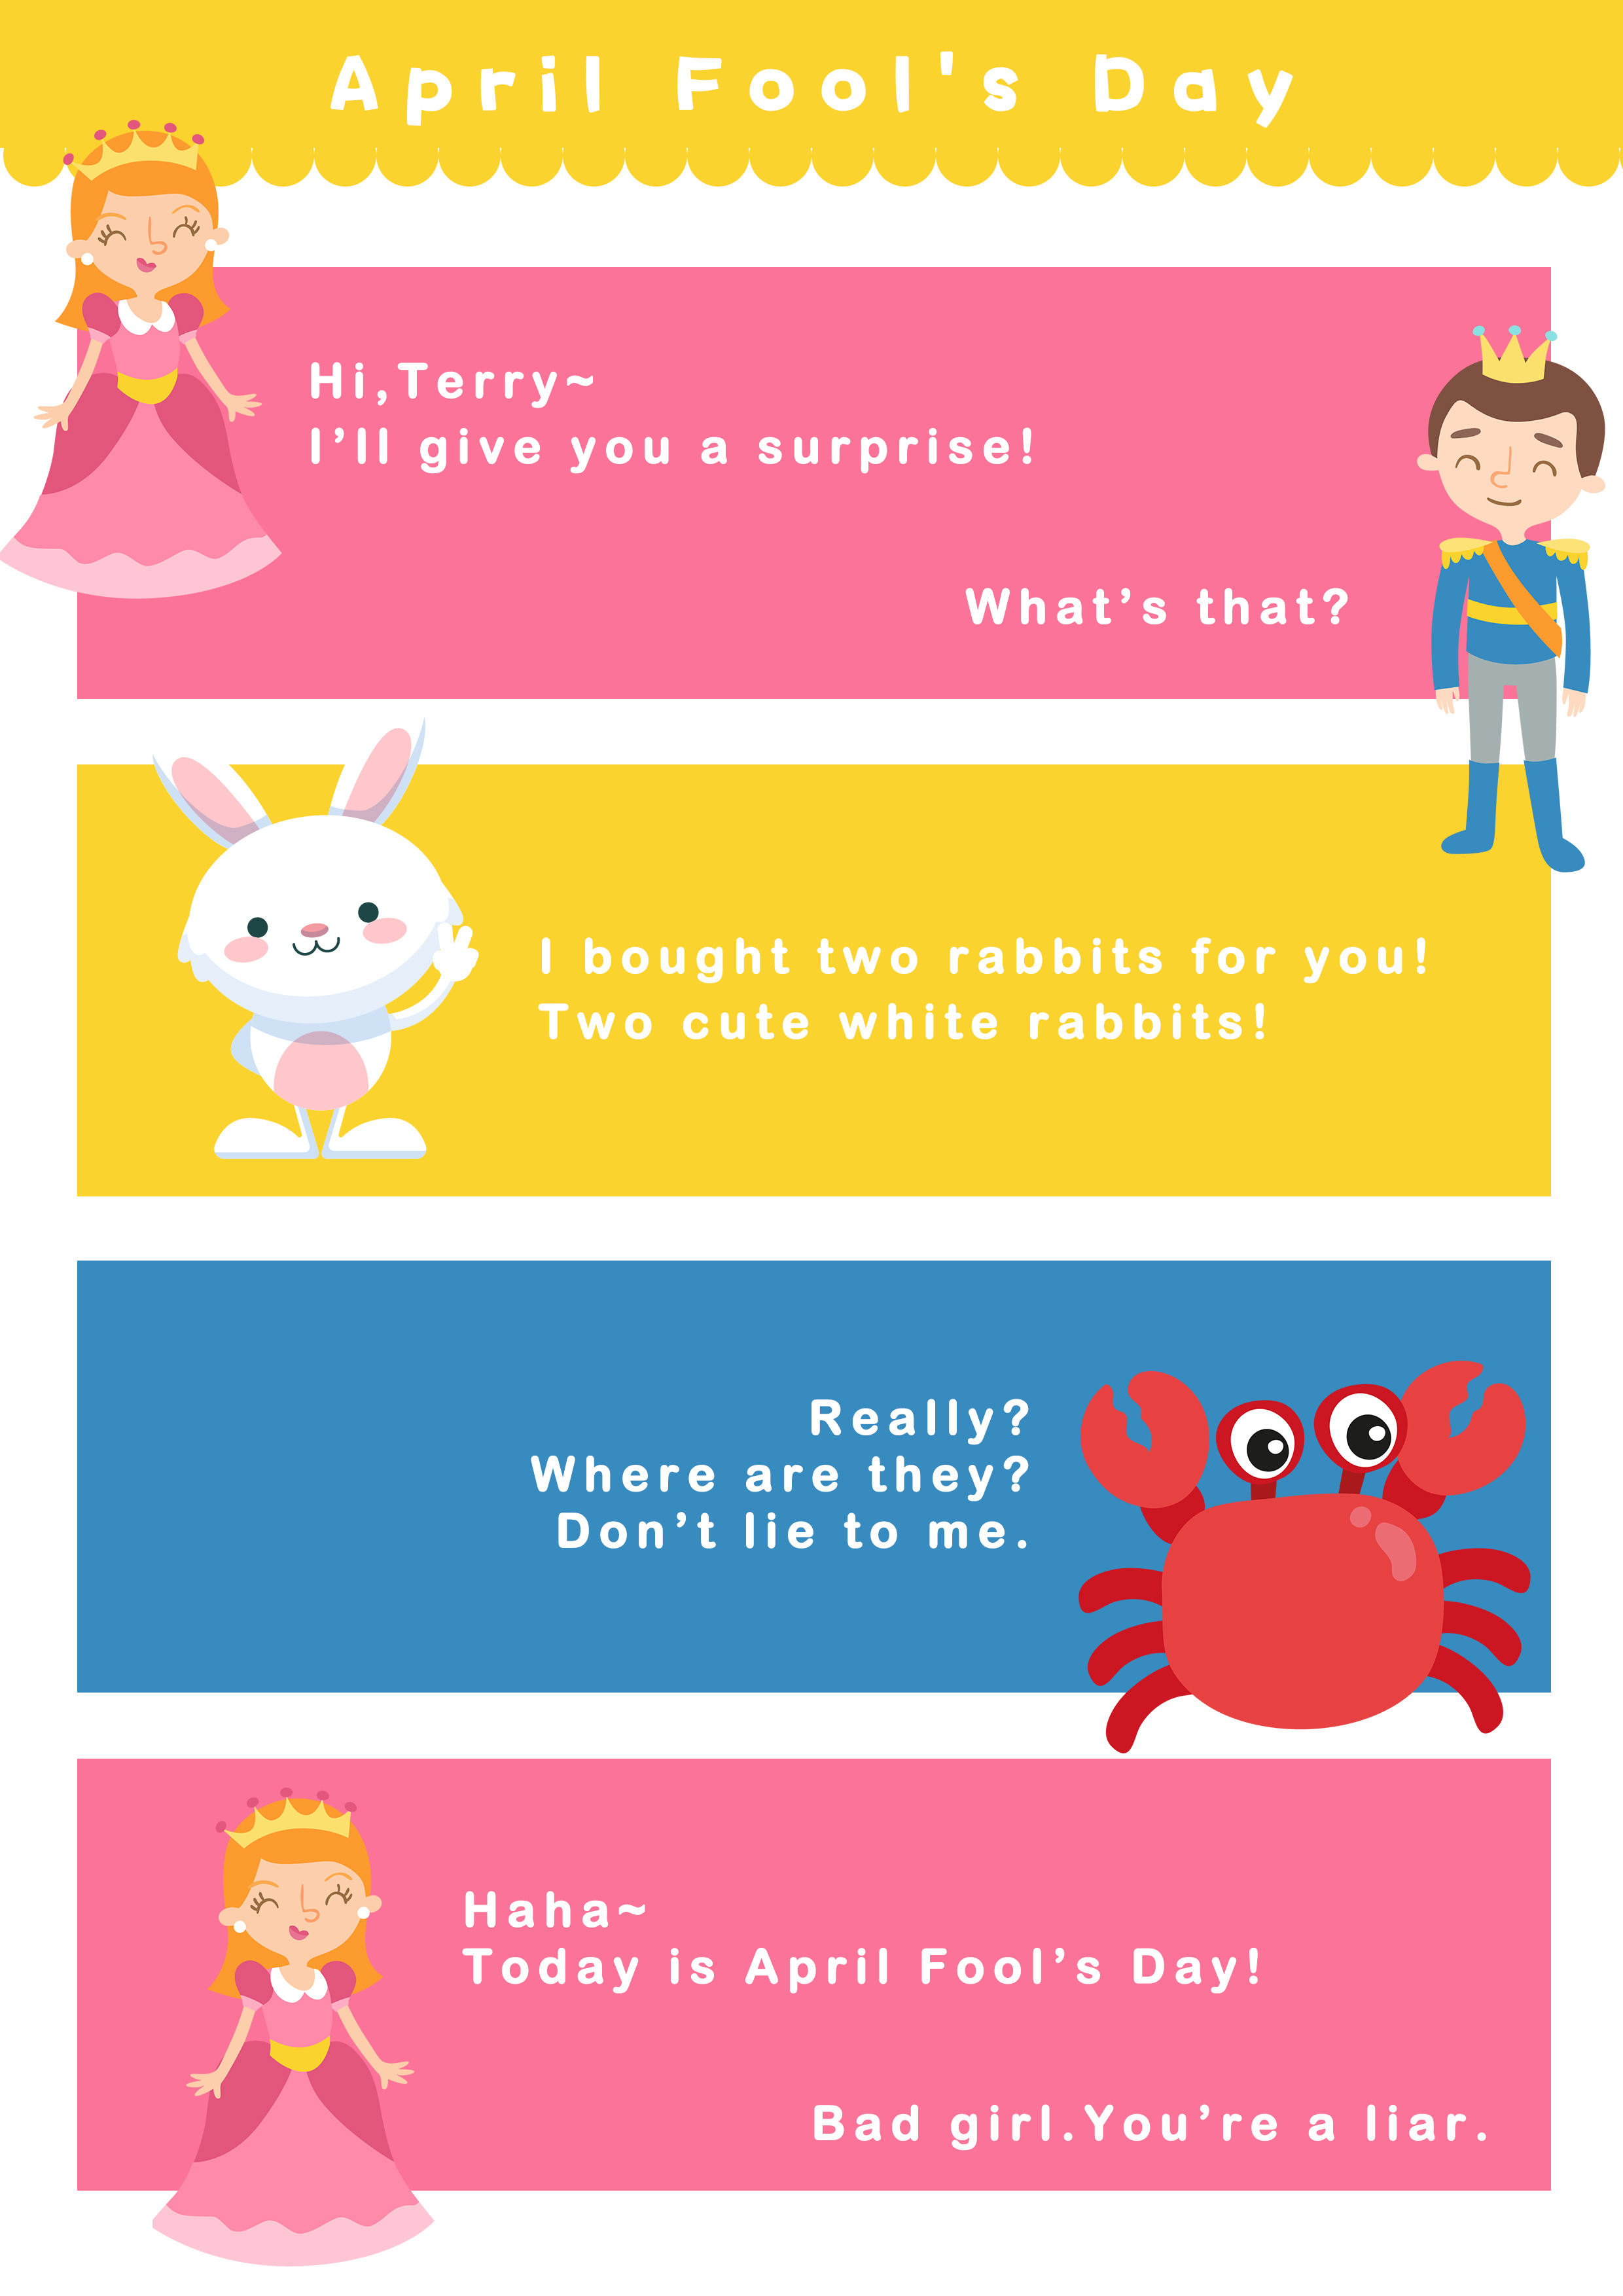 April Fool's Day
Hi,Terry~
I’ll give you a surprise!
What’s that?
I bought two rabbits for you!
Two cute white rabbits!
Really?
Where are they?
Don’t lie to me.
Haha~
Today is April Fool’s Day!
Bad girl.You’re a liar.